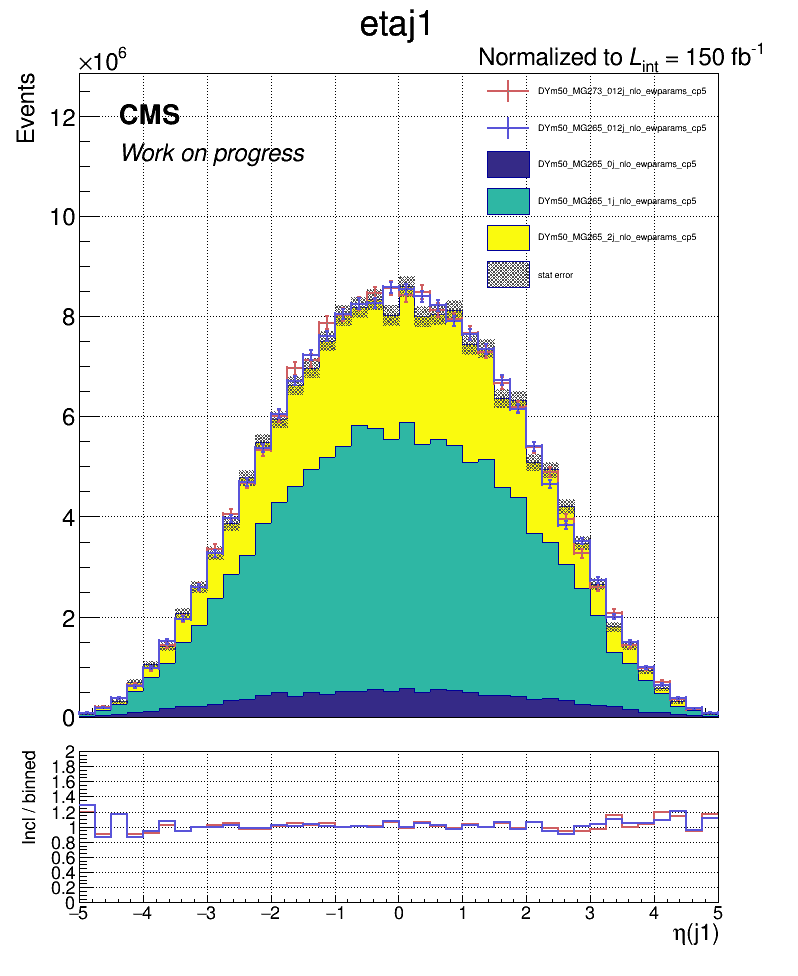 etaj1
×10⁶
Normalized to Lint = 150 fb⁻¹
Events
CMS
Work on progress
DYm50_MG273_012j_nlo_ewparams_cp5
DYm50_MG265_012j_nlo_ewparams_cp5
DYm50_MG265_0j_nlo_ewparams_cp5
DYm50_MG265_1j_nlo_ewparams_cp5
DYm50_MG265_2j_nlo_ewparams_cp5
stat error
12
10
8
6
4
2
0
Incl / binned
2
1.8
1.6
1.4
1.2
1
0.8
0.6
0.4
0.2
0
−5 −4 −3 −2 −1 0 1 2 3 4 5
η(j1)